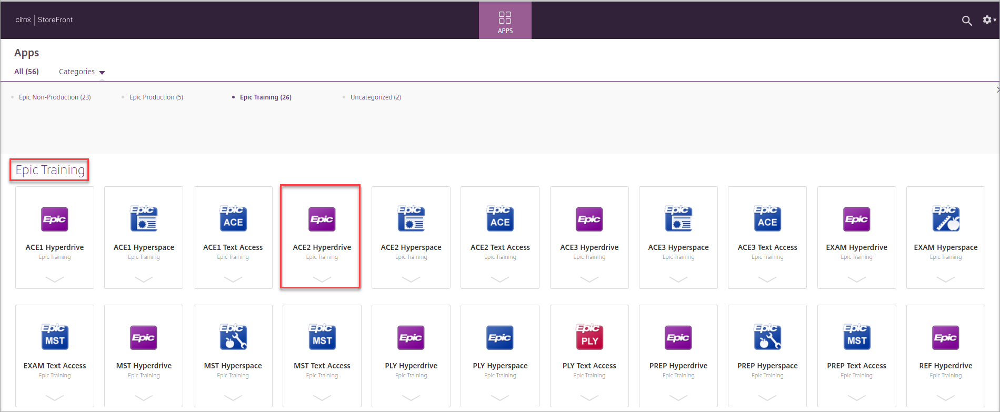 citrix | StoreFront
APPS
Apps
All (56) Categories
Epic Non-Production (23) Epic Production (5) Epic Training (26) Uncategorized (2)
Epic Training
Epic Epic Epic ACE Epic Epic Epic ACE Epic Epic Epic ACE Epic Epic
ACE1 Hyperdrive ACE1 Hyperspace ACE1 Text Access ACE2 Hyperdrive ACE2 Hyperspace ACE2 Text Access ACE3 Hyperdrive ACE3 Hyperspace ACE3 Text Access EXAM Hyperdrive EXAM Hyperspace
Epic Training Epic Training Epic Training Epic Training Epic Training Epic Training Epic Training Epic Training Epic Training Epic Training Epic Training
Epic MST Epic Epic Epic MST Epic Epic Epic PLY Epic Epic Epic MST Epic
EXAM Text Access MST Hyperdrive MST Hyperspace MST Text Access PLY Hyperdrive PLY Hyperspace PLY Text Access PREP Hyperdrive PREP Hyperspace PREP Text Access REF Hyperdrive
Epic Training Epic Training Epic Training Epic Training Epic Training Epic Training Epic Training Epic Training Epic Training Epic Training Epic Training